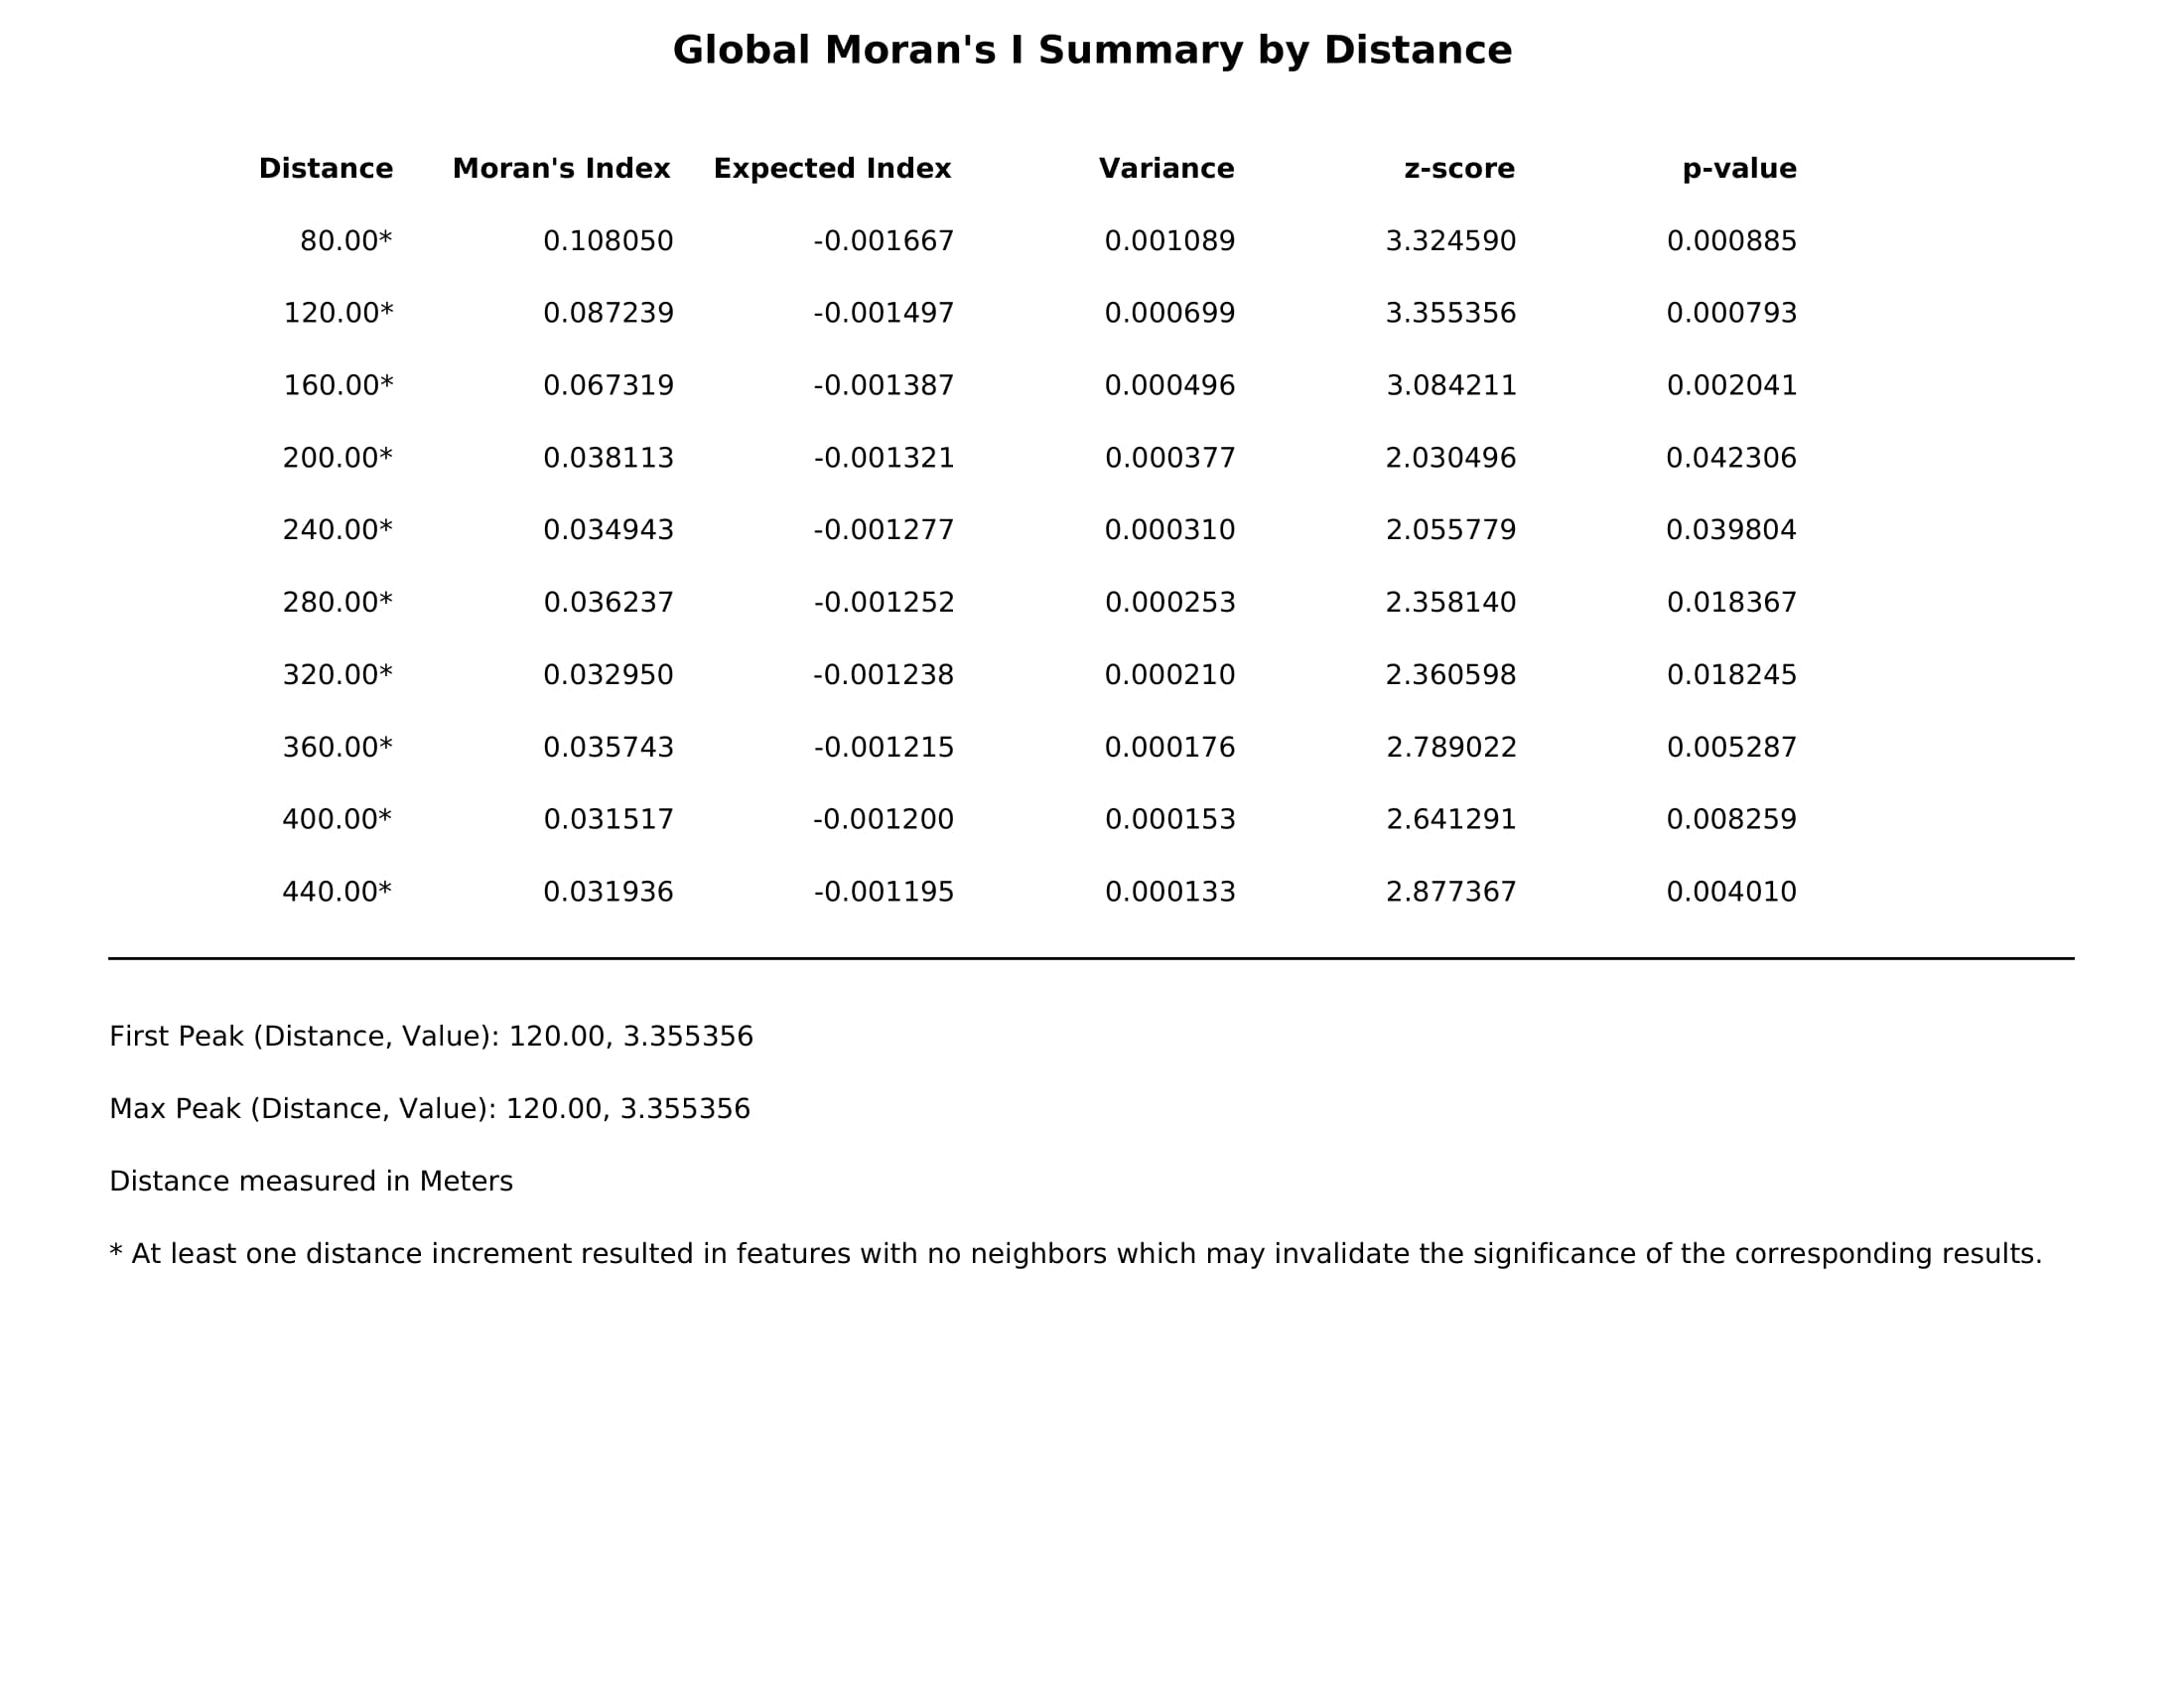 Global Moran's I Summary by Distance
Distance Moran's Index Expected Index Variance z-score p-value
80.00* 0.108050 -0.001667 0.001089 3.324590 0.000885
120.00* 0.087239 -0.001497 0.000699 3.355356 0.000793
160.00* 0.067319 -0.001387 0.000496 3.084211 0.002041
200.00* 0.038113 -0.001321 0.000377 2.030496 0.042306
240.00* 0.034943 -0.001277 0.000310 2.055779 0.039804
280.00* 0.036237 -0.001252 0.000253 2.358140 0.018367
320.00* 0.032950 -0.001238 0.000210 2.360598 0.018245
360.00* 0.035743 -0.001215 0.000176 2.789022 0.005287
400.00* 0.031517 -0.001200 0.000153 2.641291 0.008259
440.00* 0.031936 -0.001195 0.000133 2.877367 0.004010
First Peak (Distance, Value): 120.00, 3.355356
Max Peak (Distance, Value): 120.00, 3.355356
Distance measured in Meters
* At least one distance increment resulted in features with no neighbors which may invalidate the significance of the corresponding results.